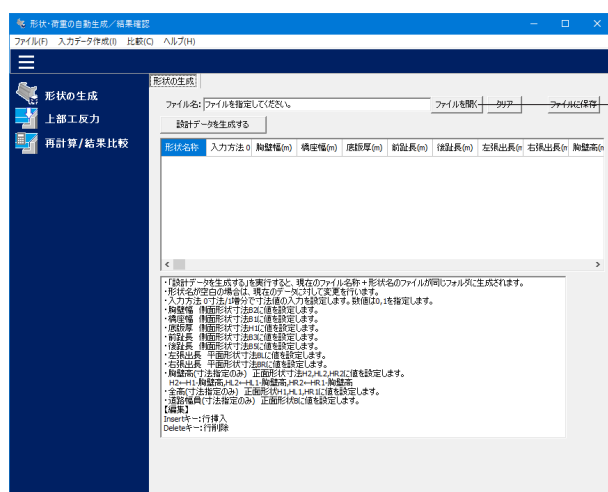 形状・荷重の自動生成／結果確認
ファイル(F) 入力データ作成(I) 比較(C) ヘルプ(H)
形状の生成
上部工反力
再計算/結果比較
形状の生成
ファイル名: ファイルを指定してください。 ファイルを開く クリアー ファイルに保存
設計データを生成する
形状名称 入力方法 0 胸壁幅(m) 橋座幅(m) 底版厚(m) 前趾長(m) 後趾長(m) 左張出長(m 右張出長(m 胸壁高(m
・「設計データを生成する」を実行すると、現在のファイル名称＋形状名のファイルが同じフォルダに生成されます。
・形状名が空白の場合は、現在のデータに対して変更を行います。
・入力方法 0寸法/1増分で寸法値の入力を設定します。数値は0,1を指定します。
・胸壁幅 側面形状寸法B2に値を設定します。
・橋座幅 側面形状寸法B1に値を設定します。
・底版厚 側面形状寸法H1に値を設定します。
・前趾長 側面形状寸法B3に値を設定します。
・後趾長 側面形状寸法B5に値を設定します。
・左張出長 平面形状寸法BLに値を設定します。
・右張出長 平面形状寸法BRに値を設定します。
・胸壁高(寸法指定のみ) 正面形状寸法H2,HL2,HR2に値を設定します。
H2←H1-胸壁高,HL2←HL1-胸壁高,HR2←HR1-胸壁高
・全高(寸法指定のみ) 正面形状H1,HL1,HR1に値を設定します。
・道路幅員(寸法指定のみ) 正面形状Bに値を設定します。
【編集】
Insertキー:行挿入
Deleteキー:行削除